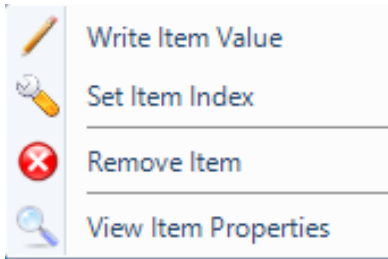 Write Item Value
Set Item Index
Remove Item
View Item Properties